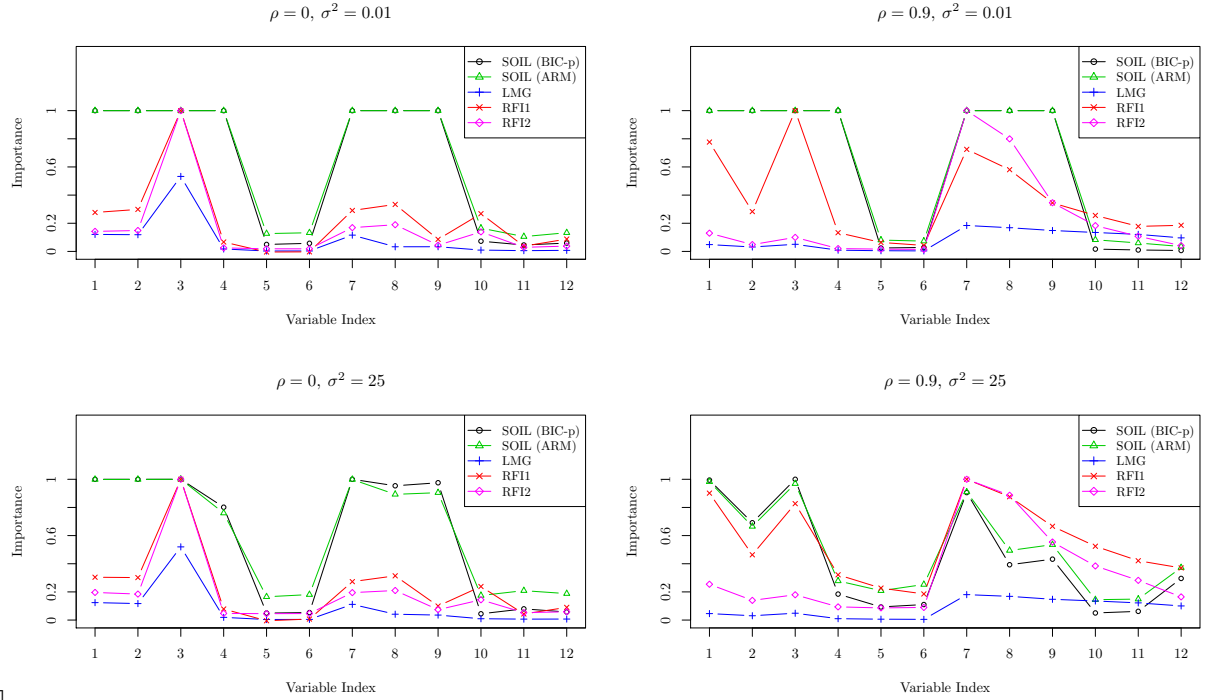 ρ = 0, σ² = 0.01
SOIL (BIC-p)
SOIL (ARM)
LMG
RFI1
RFI2
Importance
0 0.2 0.6 1
1 2 3 4 5 6 7 8 9 10 11 12
Variable Index
ρ = 0.9, σ² = 0.01
SOIL (BIC-p)
SOIL (ARM)
LMG
RFI1
RFI2
Importance
0 0.2 0.6 1
1 2 3 4 5 6 7 8 9 10 11 12
Variable Index
ρ = 0, σ² = 25
SOIL (BIC-p)
SOIL (ARM)
LMG
RFI1
RFI2
Importance
0 0.2 0.6 1
1 2 3 4 5 6 7 8 9 10 11 12
Variable Index
ρ = 0.9, σ² = 25
SOIL (BIC-p)
SOIL (ARM)
LMG
RFI1
RFI2
Importance
0 0.2 0.6 1
1 2 3 4 5 6 7 8 9 10 11 12
Variable Index